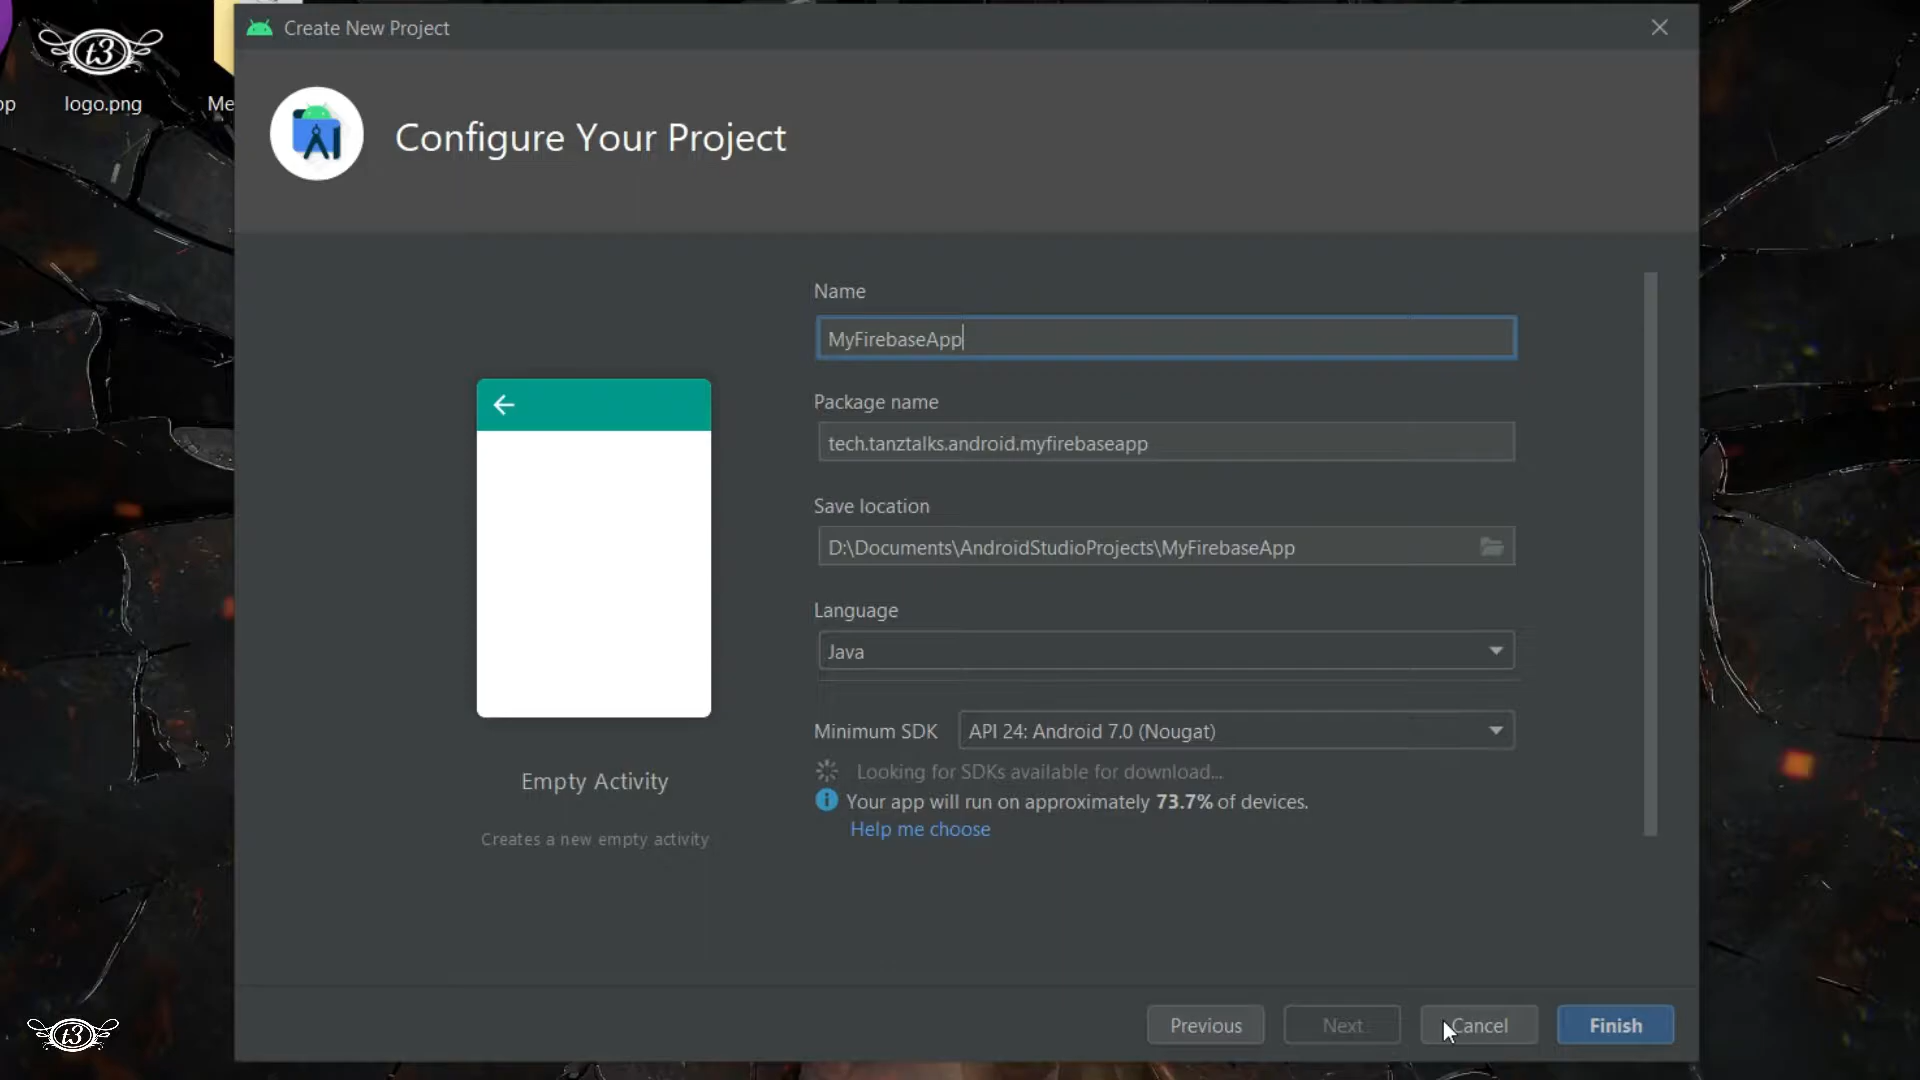 Create New Project
t3
op
logo.png
Me
Configure Your Project
Name
MyFirebaseApp
Package name
tech.tanztalks.android.myfirebaseapp
Save location
D:\Documents\AndroidStudioProjects\MyFirebaseApp
Language
Java
Minimum SDK
API 24: Android 7.0 (Nougat)
Looking for SDKs available for download...
Your app will run on approximately 73.7% of devices.
Help me choose
Empty Activity
Creates a new empty activity
Previous
Next
Cancel
Finish
t3